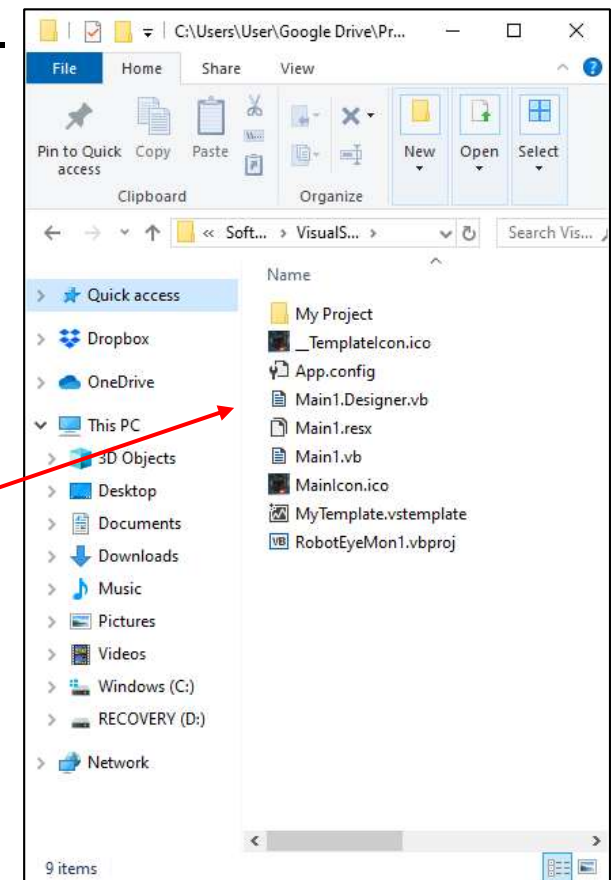 C:\Users\User\Google Drive\Pr...
File Home Share View
Pin to Quick access
Copy
Paste
New
Open
Select
Clipboard
Organize
« Soft... › VisualS... ›
Search Vis...
Name
Quick access
Dropbox
OneDrive
This PC
3D Objects
Desktop
Documents
Downloads
Music
Pictures
Videos
Windows (C:)
RECOVERY (D:)
Network
My Project
__TemplateIcon.ico
App.config
Main1.Designer.vb
Main1.resx
Main1.vb
MainIcon.ico
MyTemplate.vstemplate
RobotEyeMon1.vbproj
9 items